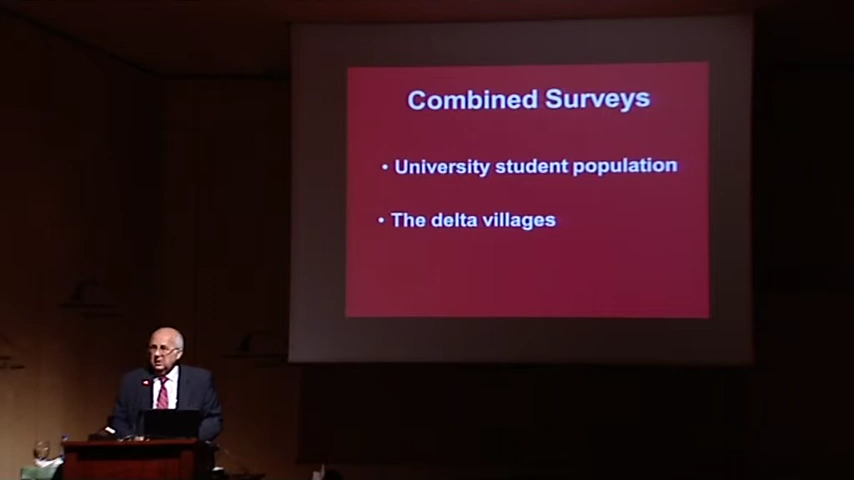 Combined Surveys
• University student population
• The delta villages